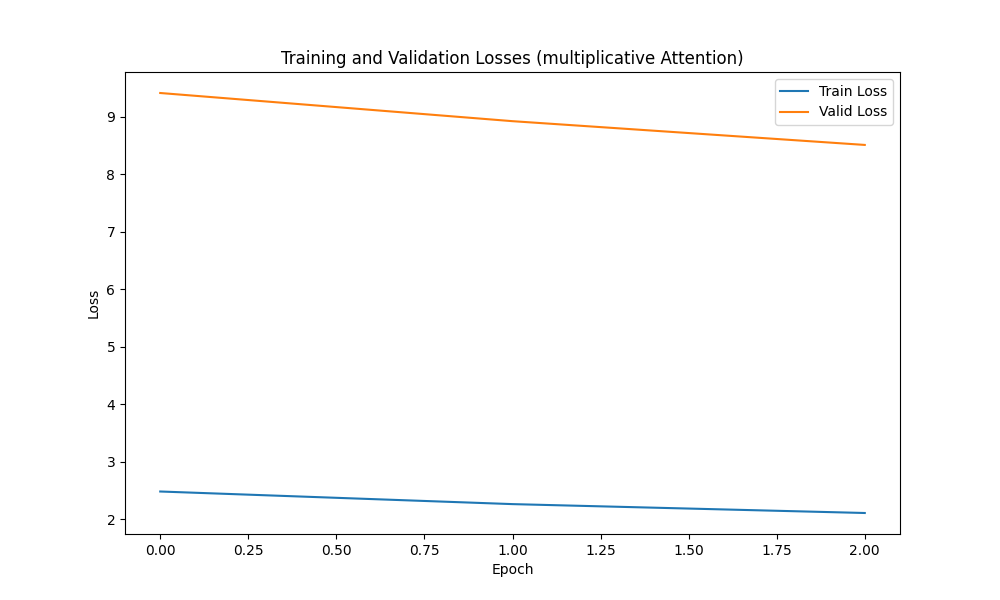 Training and Validation Losses (multiplicative Attention)
Train Loss
Valid Loss
9
8
7
6
5
4
3
2
Loss
0.00 0.25 0.50 0.75 1.00 1.25 1.50 1.75 2.00
Epoch